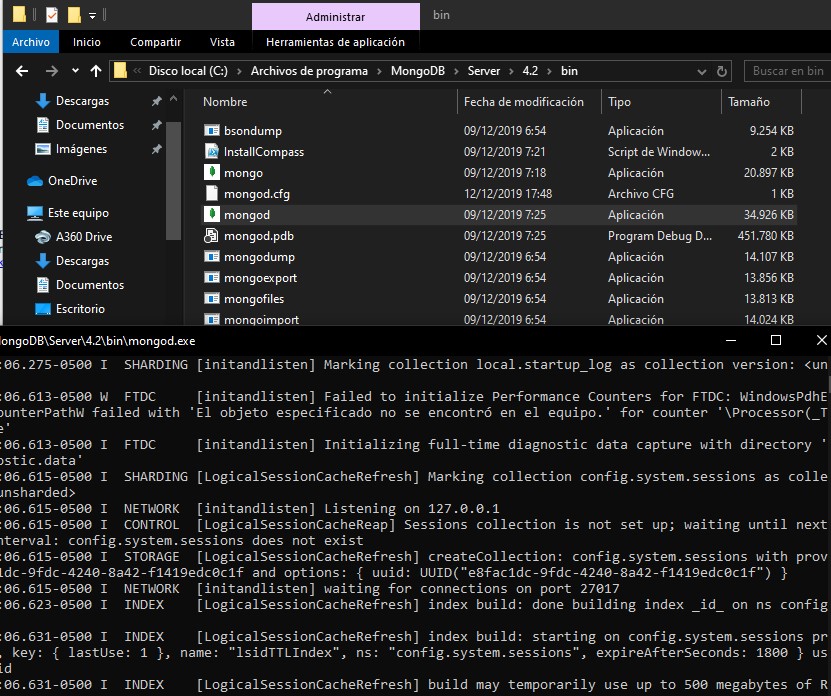 Administrar
bin
Archivo Inicio Compartir Vista Herramientas de aplicación
Disco local (C:) › Archivos de programa › MongoDB › Server › 4.2 › bin
Buscar en bin
Descargas
Documentos
Imágenes
OneDrive
Este equipo
A360 Drive
Descargas
Documentos
Escritorio
Nombre Fecha de modificación Tipo Tamaño
bsondump 09/12/2019 6:54 Aplicación 9.254 KB
InstallCompass 09/12/2019 7:21 Script de Window... 2 KB
mongo 09/12/2019 7:18 Aplicación 20.897 KB
mongod.cfg 12/12/2019 17:48 Archivo CFG 1 KB
mongod 09/12/2019 7:25 Aplicación 34.926 KB
mongod.pdb 09/12/2019 7:25 Program Debug D... 451.780 KB
mongodump 09/12/2019 6:54 Aplicación 14.107 KB
mongoexport 09/12/2019 6:54 Aplicación 13.856 KB
mongofiles 09/12/2019 6:54 Aplicación 13.813 KB
mongoimport 09/12/2019 6:54 Aplicación 14.024 KB
ongoDB\Server\4.2\bin\mongod.exe
:06.275-0500 I  SHARDING [initandlisten] Marking collection local.startup_log as collection version: <un
:06.613-0500 W  FTDC     [initandlisten] Failed to initialize Performance Counters for FTDC: WindowsPdhE
ounterPathW failed with 'El objeto especificado no se encontró en el equipo.' for counter '\Processor(_T
e'
:06.613-0500 I  FTDC     [initandlisten] Initializing full-time diagnostic data capture with directory '
ostic.data'
:06.615-0500 I  SHARDING [LogicalSessionCacheRefresh] Marking collection config.system.sessions as colle
unsharded>
:06.615-0500 I  NETWORK  [initandlisten] Listening on 127.0.0.1
:06.615-0500 I  CONTROL  [LogicalSessionCacheReap] Sessions collection is not set up; waiting until next
nterval: config.system.sessions does not exist
:06.615-0500 I  STORAGE  [LogicalSessionCacheRefresh] createCollection: config.system.sessions with prov
1dc-9fdc-4240-8a42-f1419edc0c1f and options: { uuid: UUID("e8fac1dc-9fdc-4240-8a42-f1419edc0c1f") }
:06.615-0500 I  NETWORK  [initandlisten] waiting for connections on port 27017
:06.623-0500 I  INDEX    [LogicalSessionCacheRefresh] index build: done building index _id_ on ns config
:06.631-0500 I  INDEX    [LogicalSessionCacheRefresh] index build: starting on config.system.sessions pr
, key: { lastUse: 1 }, name: "lsidTTLIndex", ns: "config.system.sessions", expireAfterSeconds: 1800 } us
id
:06.631-0500 I  INDEX    [LogicalSessionCacheRefresh] build may temporarily use up to 500 megabytes of R